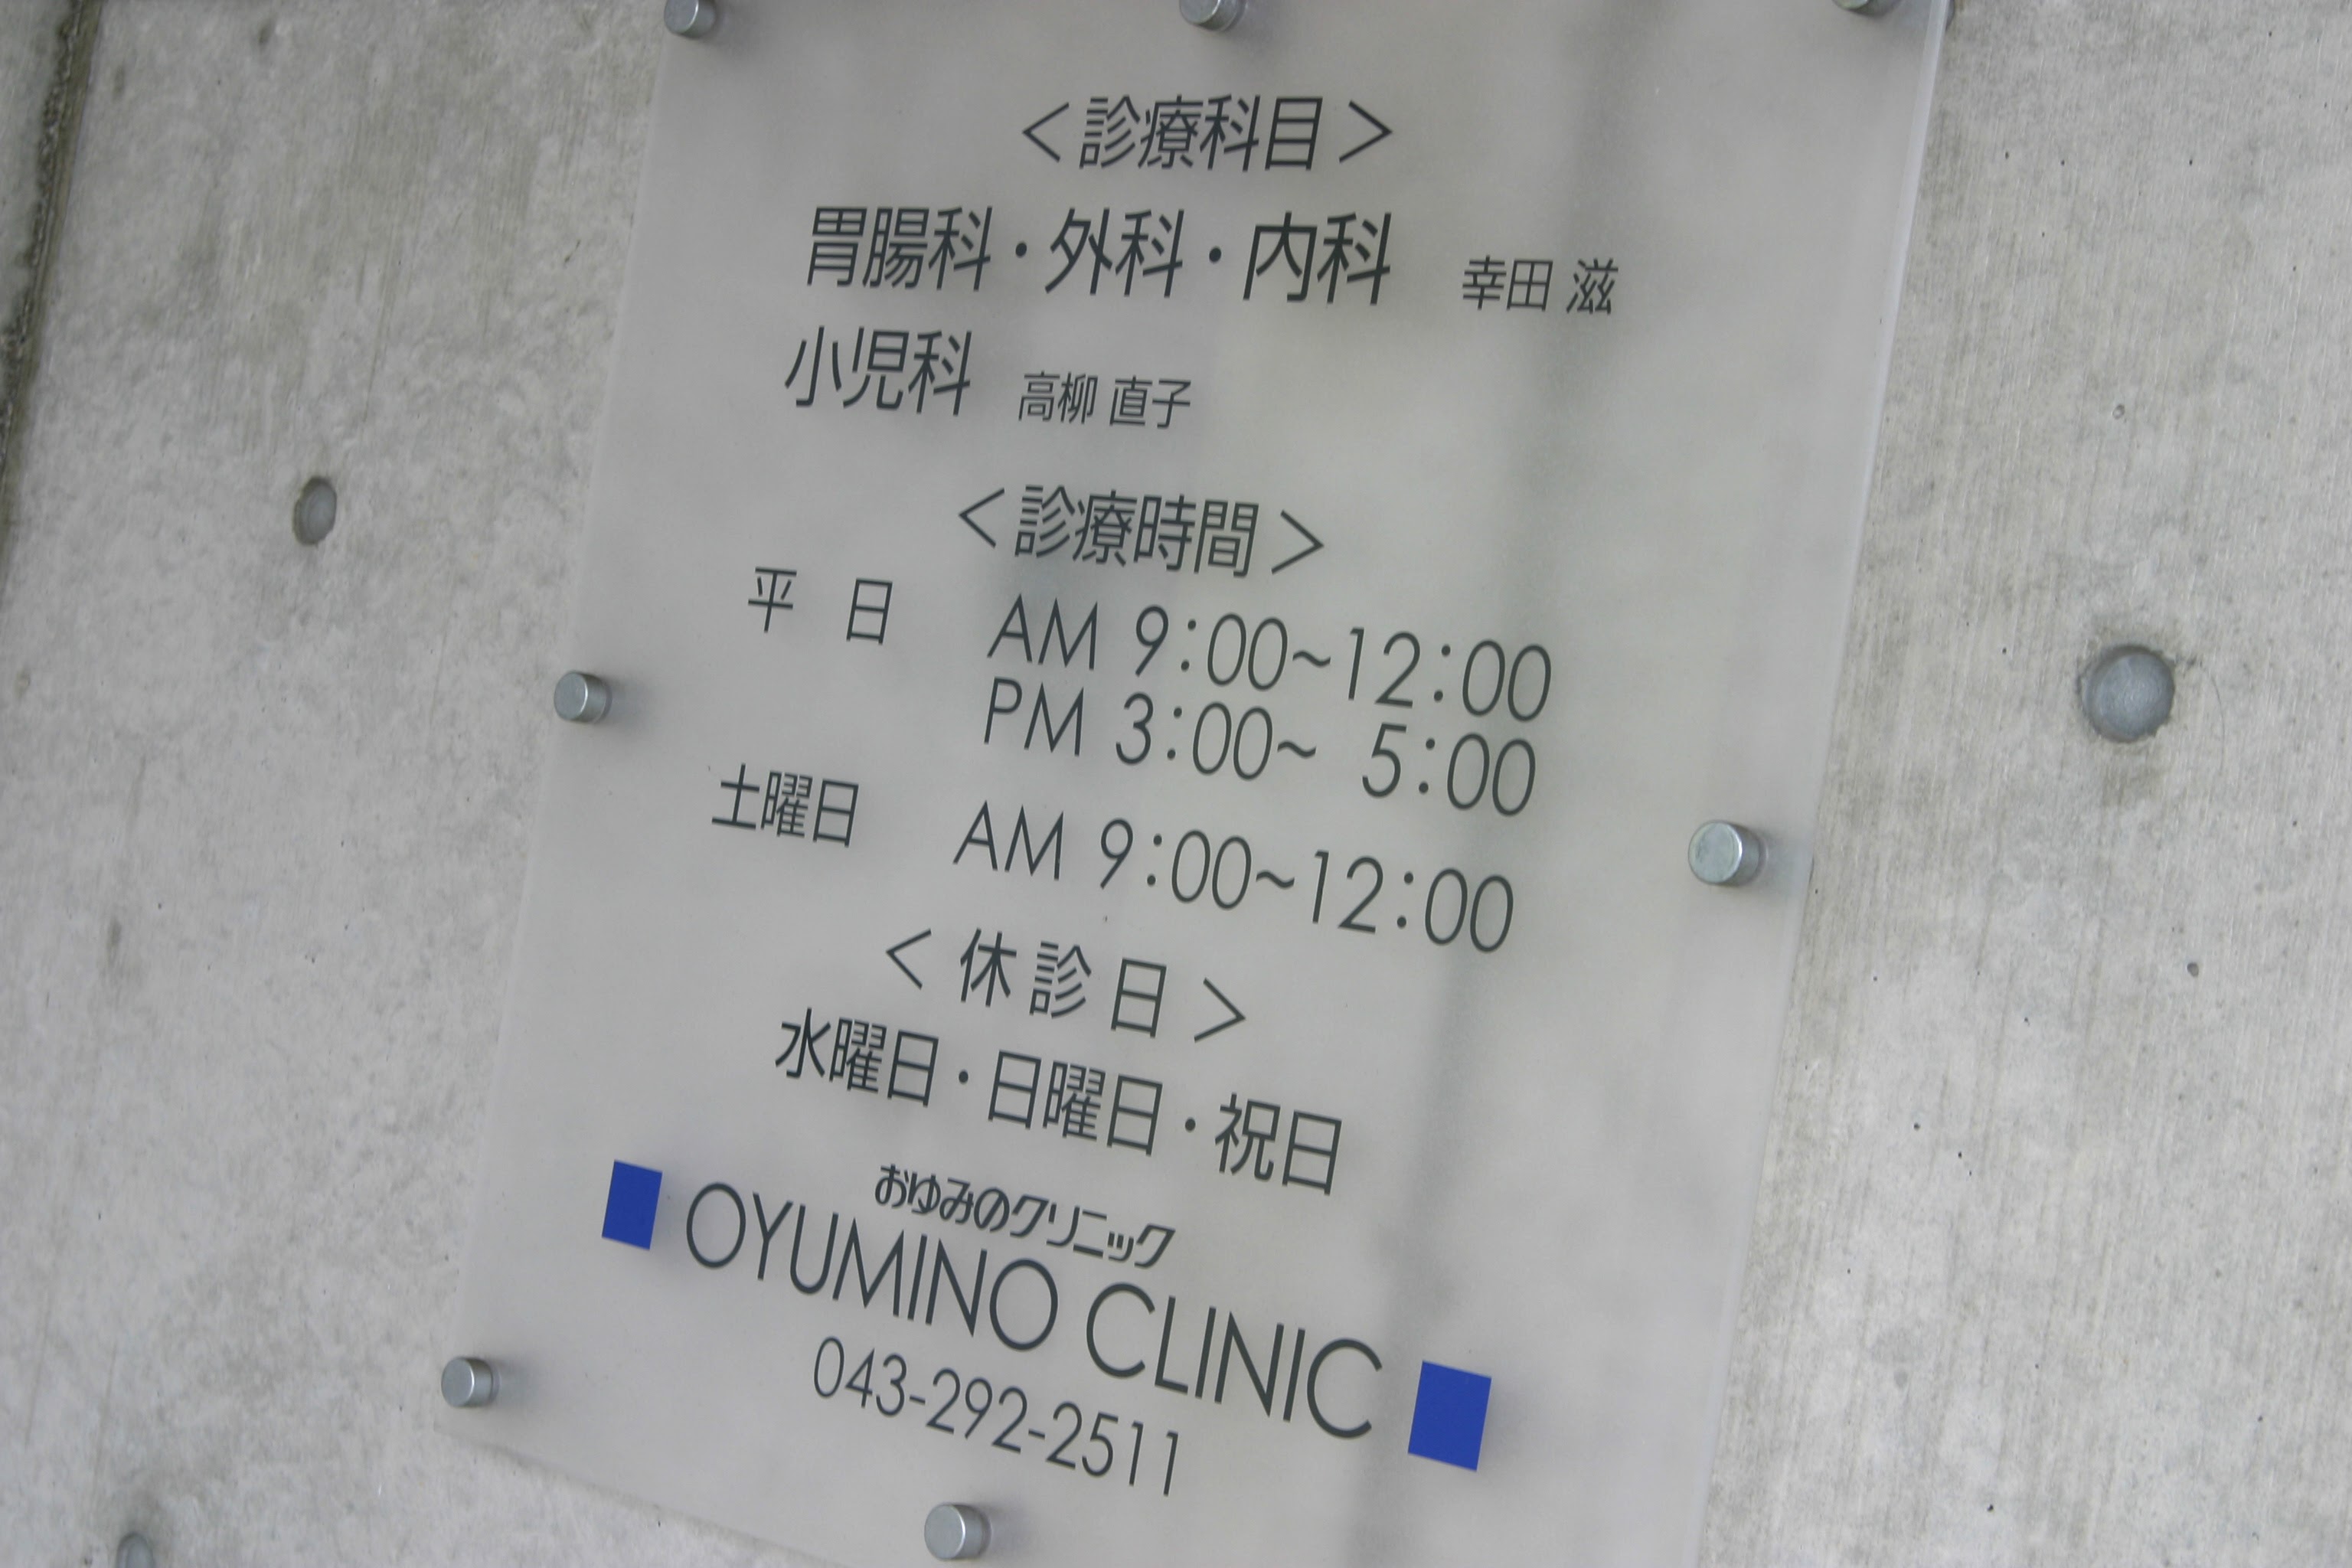 ＜診療科目＞
胃腸科・外科・内科 幸田 滋
小児科 高柳 直子
＜診療時間＞
平 日 AM 9:00~12:00
PM 3:00~ 5:00
土曜日 AM 9:00~12:00
＜休診日＞
水曜日・日曜日・祝日
おゆみのクリニック
OYUMINO CLINIC
043-292-2511